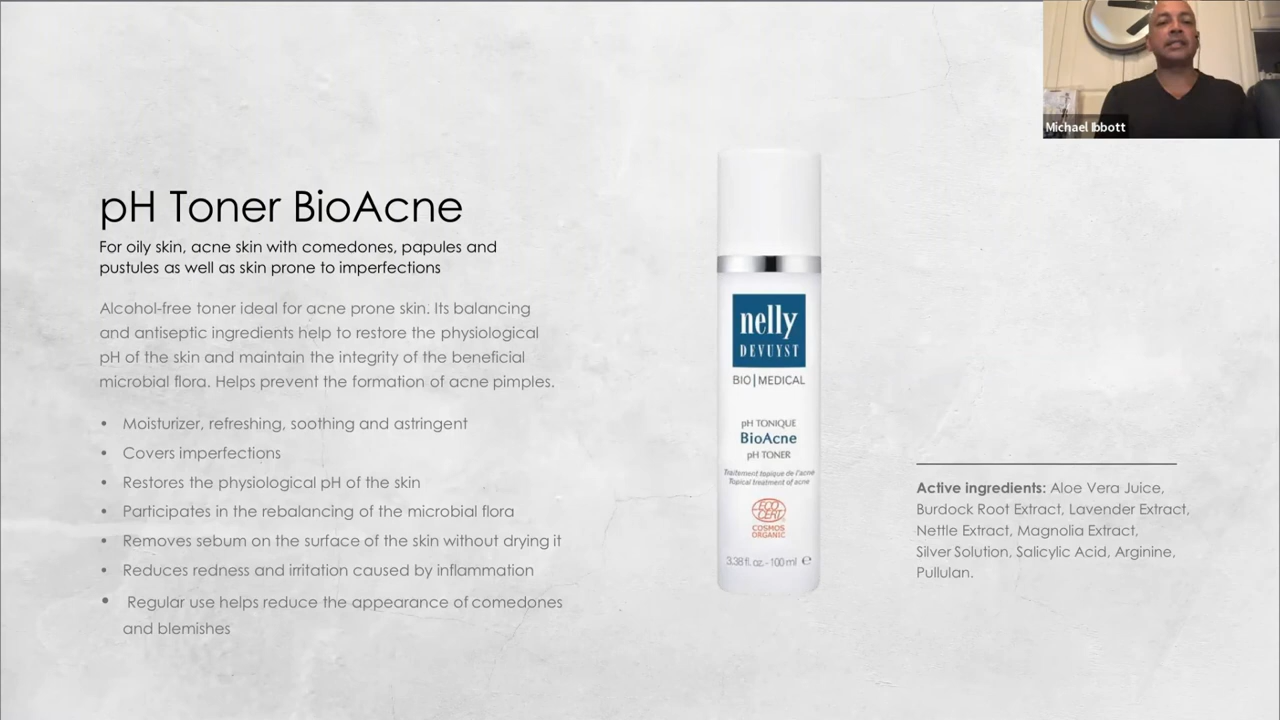 Michael Ibbott
pH Toner BioAcne
For oily skin, acne skin with comedones, papules and
pustules as well as skin prone to imperfections
Alcohol-free toner ideal for acne prone skin. Its balancing
and antiseptic ingredients help to restore the physiological
pH of the skin and maintain the integrity of the beneficial
microbial flora. Helps prevent the formation of acne pimples.
• Moisturizer, refreshing, soothing and astringent
• Covers imperfections
• Restores the physiological pH of the skin
• Participates in the rebalancing of the microbial flora
• Removes sebum on the surface of the skin without drying it
• Reduces redness and irritation caused by inflammation
• Regular use helps reduce the appearance of comedones
and blemishes
nelly
DEVUYST
BIO|MEDICAL
pH TONIQUE
BioAcne
pH TONER
Traitement topique de l'acne
Topical treatment of acne
ECO
CERT
COSMOS
ORGANIC
3.38 fl. oz. - 100 ml ℮
Active ingredients: Aloe Vera Juice,
Burdock Root Extract, Lavender Extract,
Nettle Extract, Magnolia Extract,
Silver Solution, Salicylic Acid, Arginine,
Pullulan.